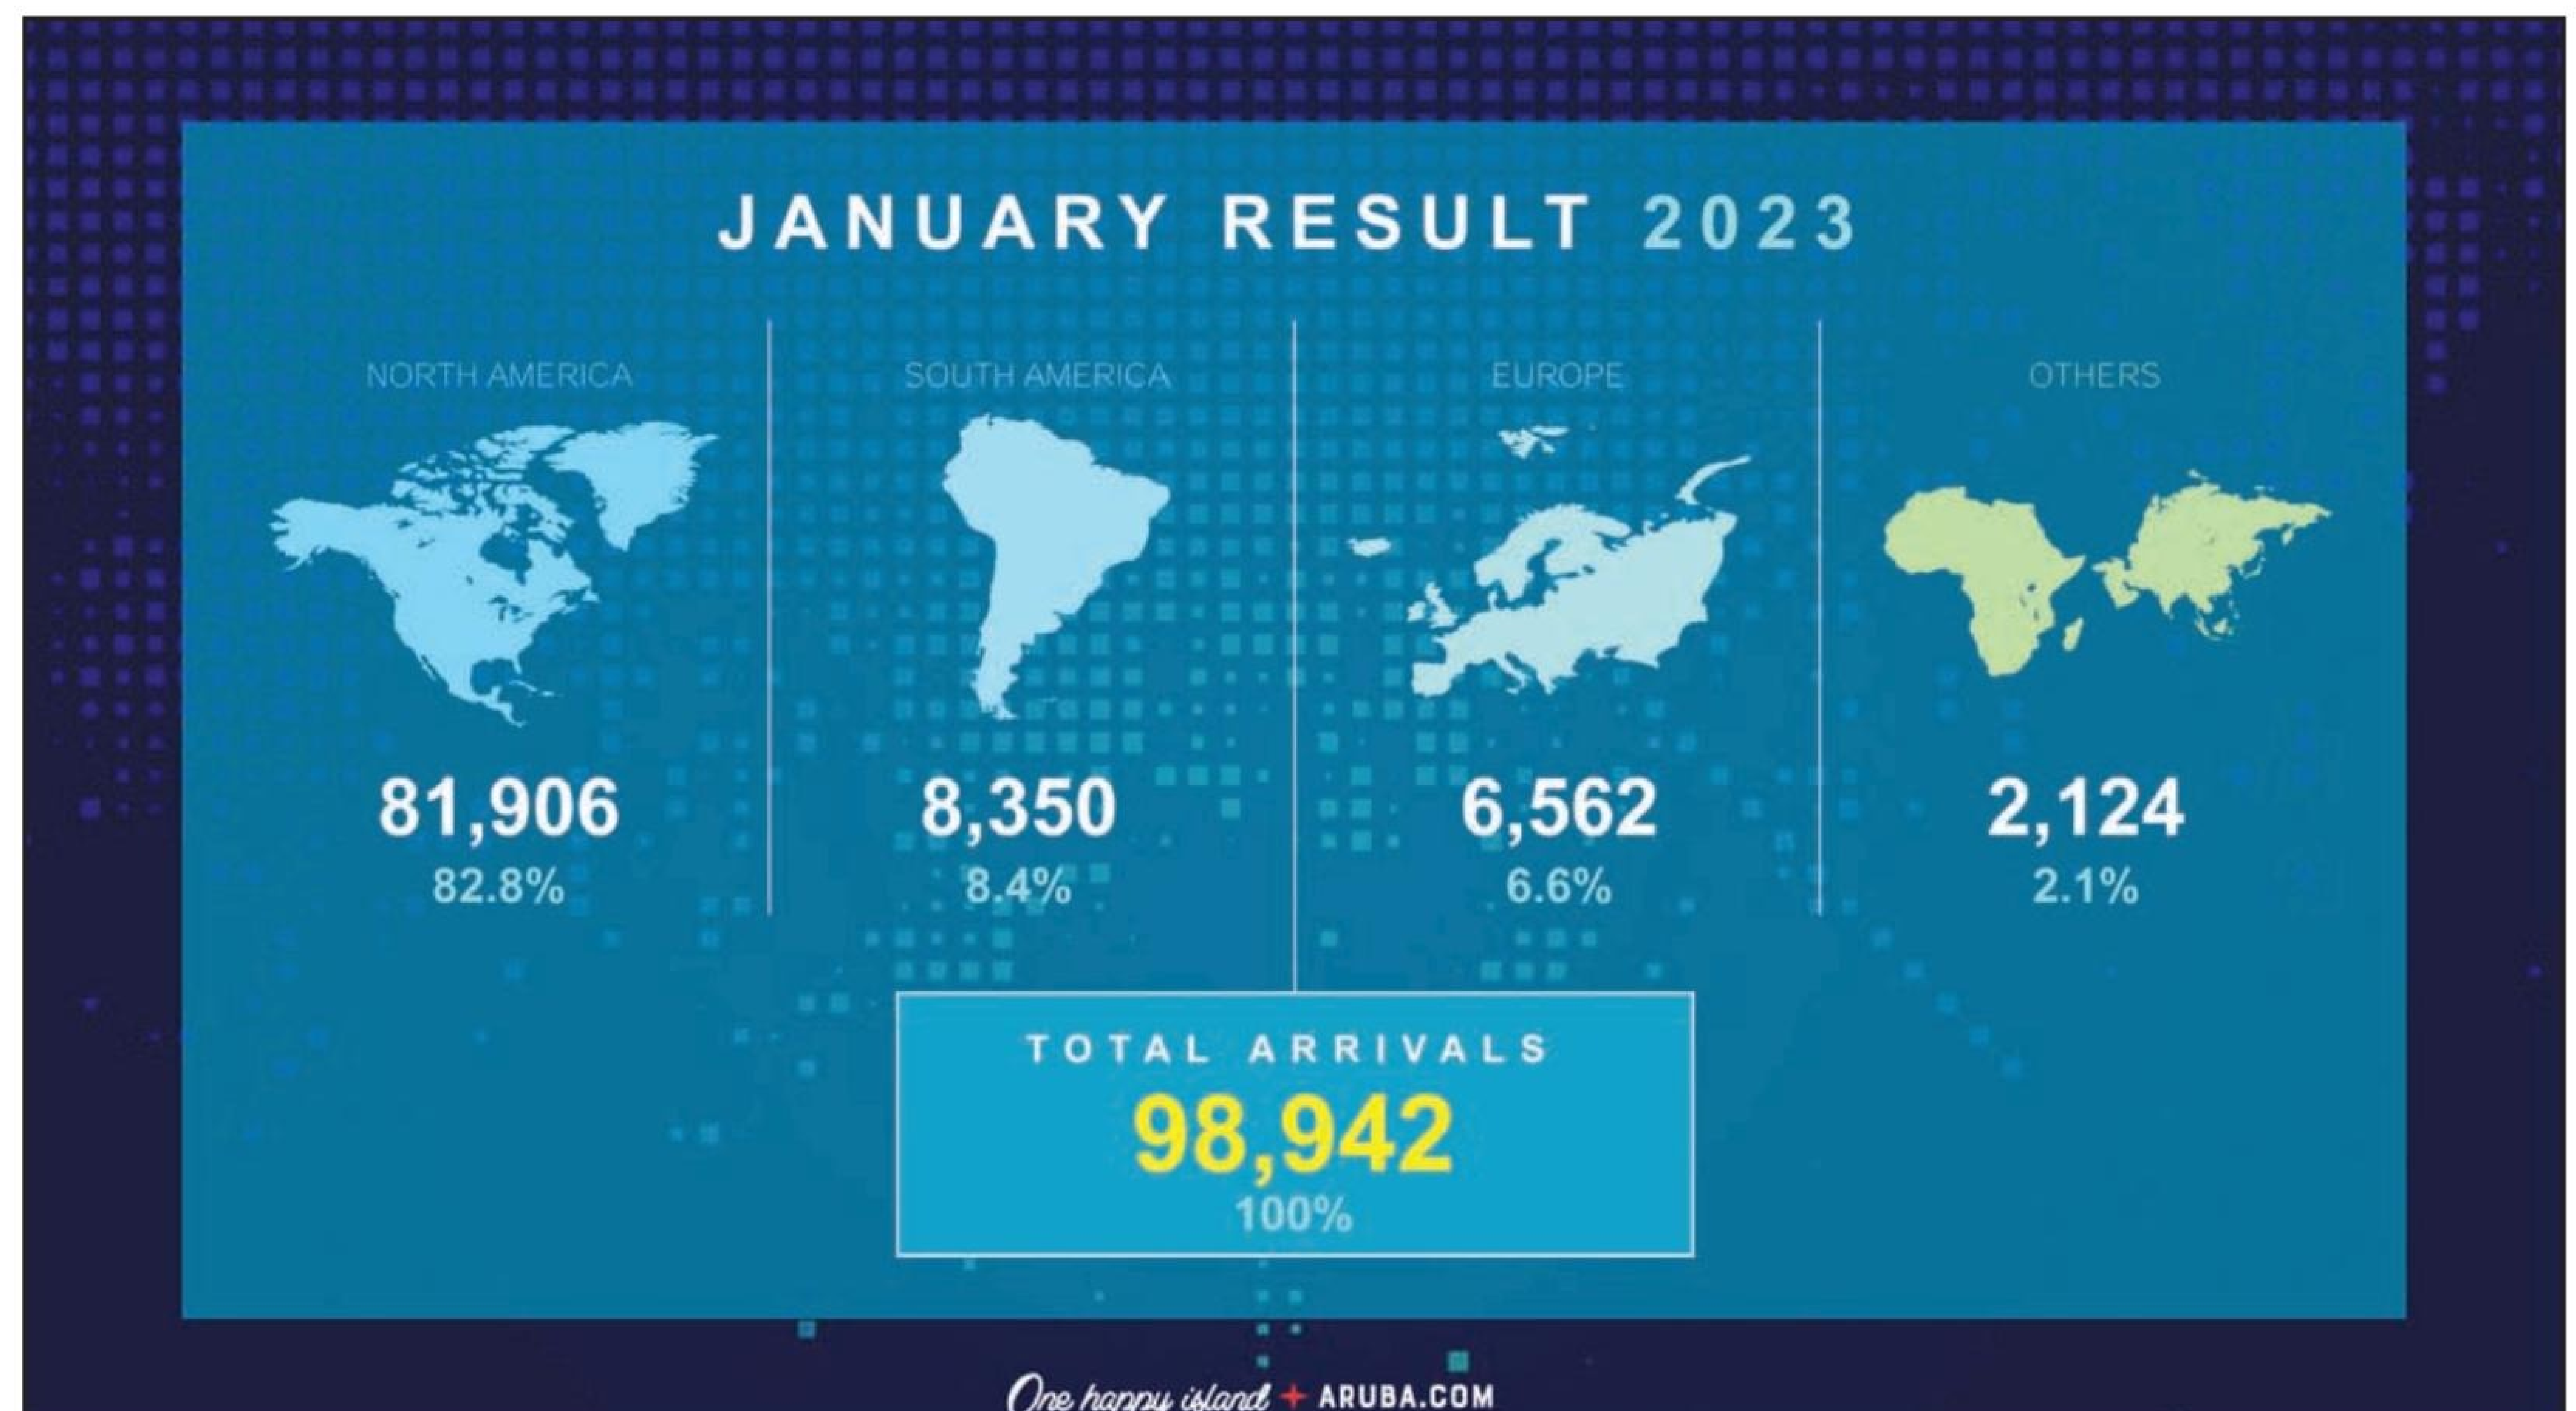 JANUARY RESULT 2023
NORTH AMERICA
81,906
82.8%
SOUTH AMERICA
8,350
8.4%
EUROPE
6,562
6.6%
OTHERS
2,124
2.1%
TOTAL ARRIVALS
98,942
100%
One happy island ARUBA.COM